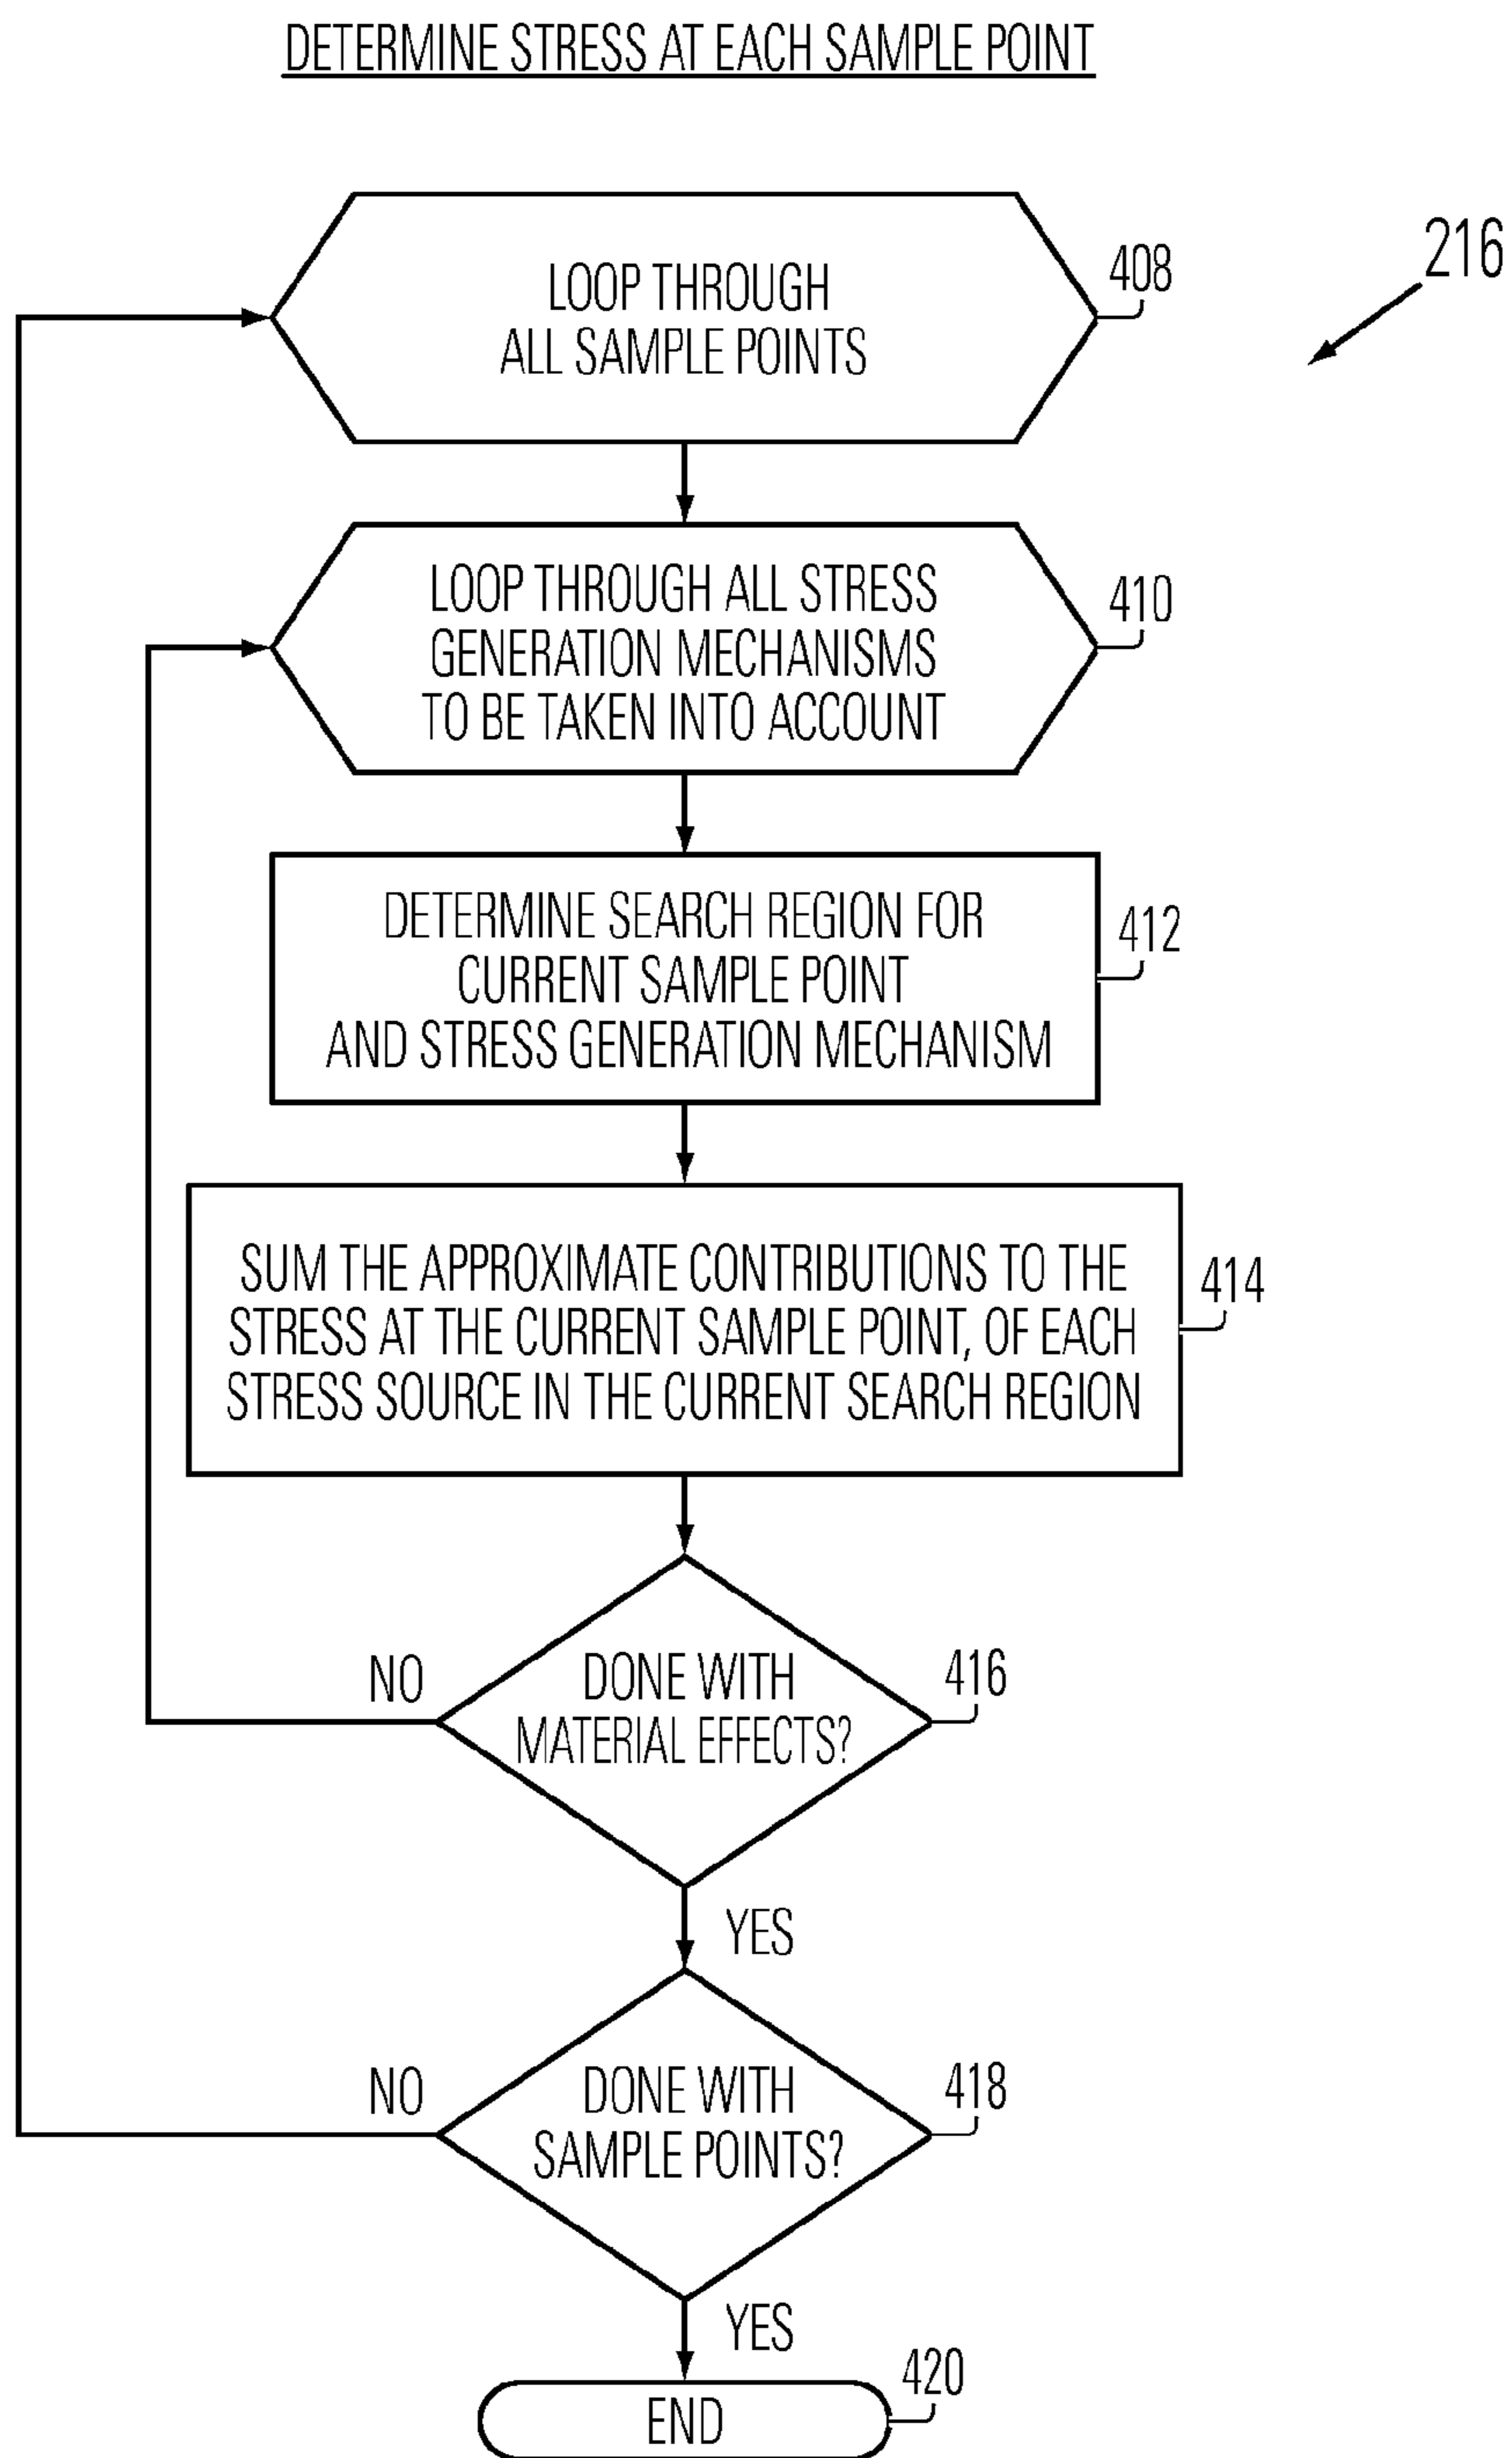 DETERMINE STRESS AT EACH SAMPLE POINT
216
LOOP THROUGH
ALL SAMPLE POINTS
408
LOOP THROUGH ALL STRESS
GENERATION MECHANISMS
TO BE TAKEN INTO ACCOUNT
410
DETERMINE SEARCH REGION FOR
CURRENT SAMPLE POINT
AND STRESS GENERATION MECHANISM
412
SUM THE APPROXIMATE CONTRIBUTIONS TO THE
STRESS AT THE CURRENT SAMPLE POINT, OF EACH
STRESS SOURCE IN THE CURRENT SEARCH REGION
414
NO
DONE WITH
MATERIAL EFFECTS?
416
YES
NO
DONE WITH
SAMPLE POINTS?
418
YES
END
420